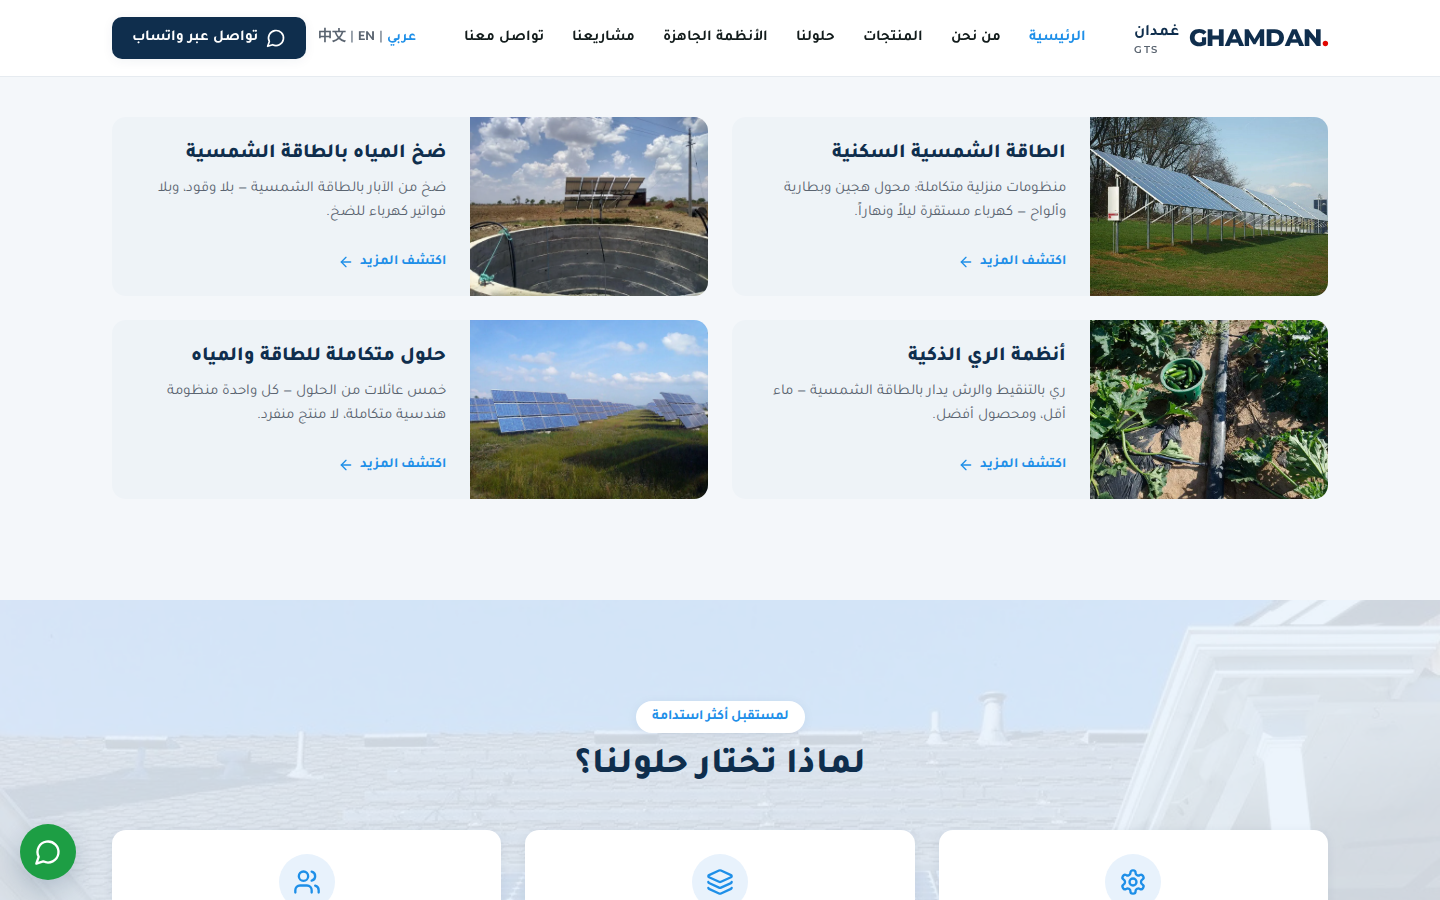 GHAMDAN.
غمدان
GTS
الرئيسية
من نحن
المنتجات
حلولنا
الأنظمة الجاهزة
مشاريعنا
تواصل معنا
عربي | EN | 中文
تواصل عبر واتساب
الطاقة الشمسية السكنية
منظومات منزلية متكاملة: محول هجين وبطارية
وألواح – كهرباء مستقرة ليلاً ونهاراً.
اكتشف المزيد
ضخ المياه بالطاقة الشمسية
ضخ من الآبار بالطاقة الشمسية – بلا وقود، وبلا
فواتير كهرباء للضخ.
اكتشف المزيد
أنظمة الري الذكية
ري بالتنقيط والرش يدار بالطاقة الشمسية – ماء
أقل، ومحصول أفضل.
اكتشف المزيد
حلول متكاملة للطاقة والمياه
خمس عائلات من الحلول – كل واحدة منظومة
هندسية متكاملة، لا منتج منفرد.
اكتشف المزيد
لمستقبل أكثر استدامة
لماذا تختار حلولنا؟